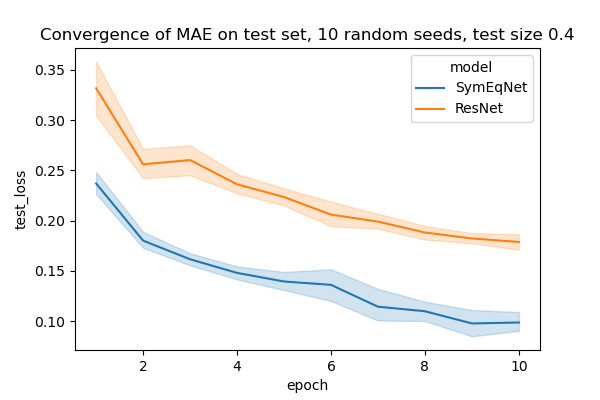 Convergence of MAE on test set, 10 random seeds, test size 0.4
model
SymEqNet
ResNet
test_loss
0.35
0.30
0.25
0.20
0.15
0.10
2 4 6 8 10
epoch